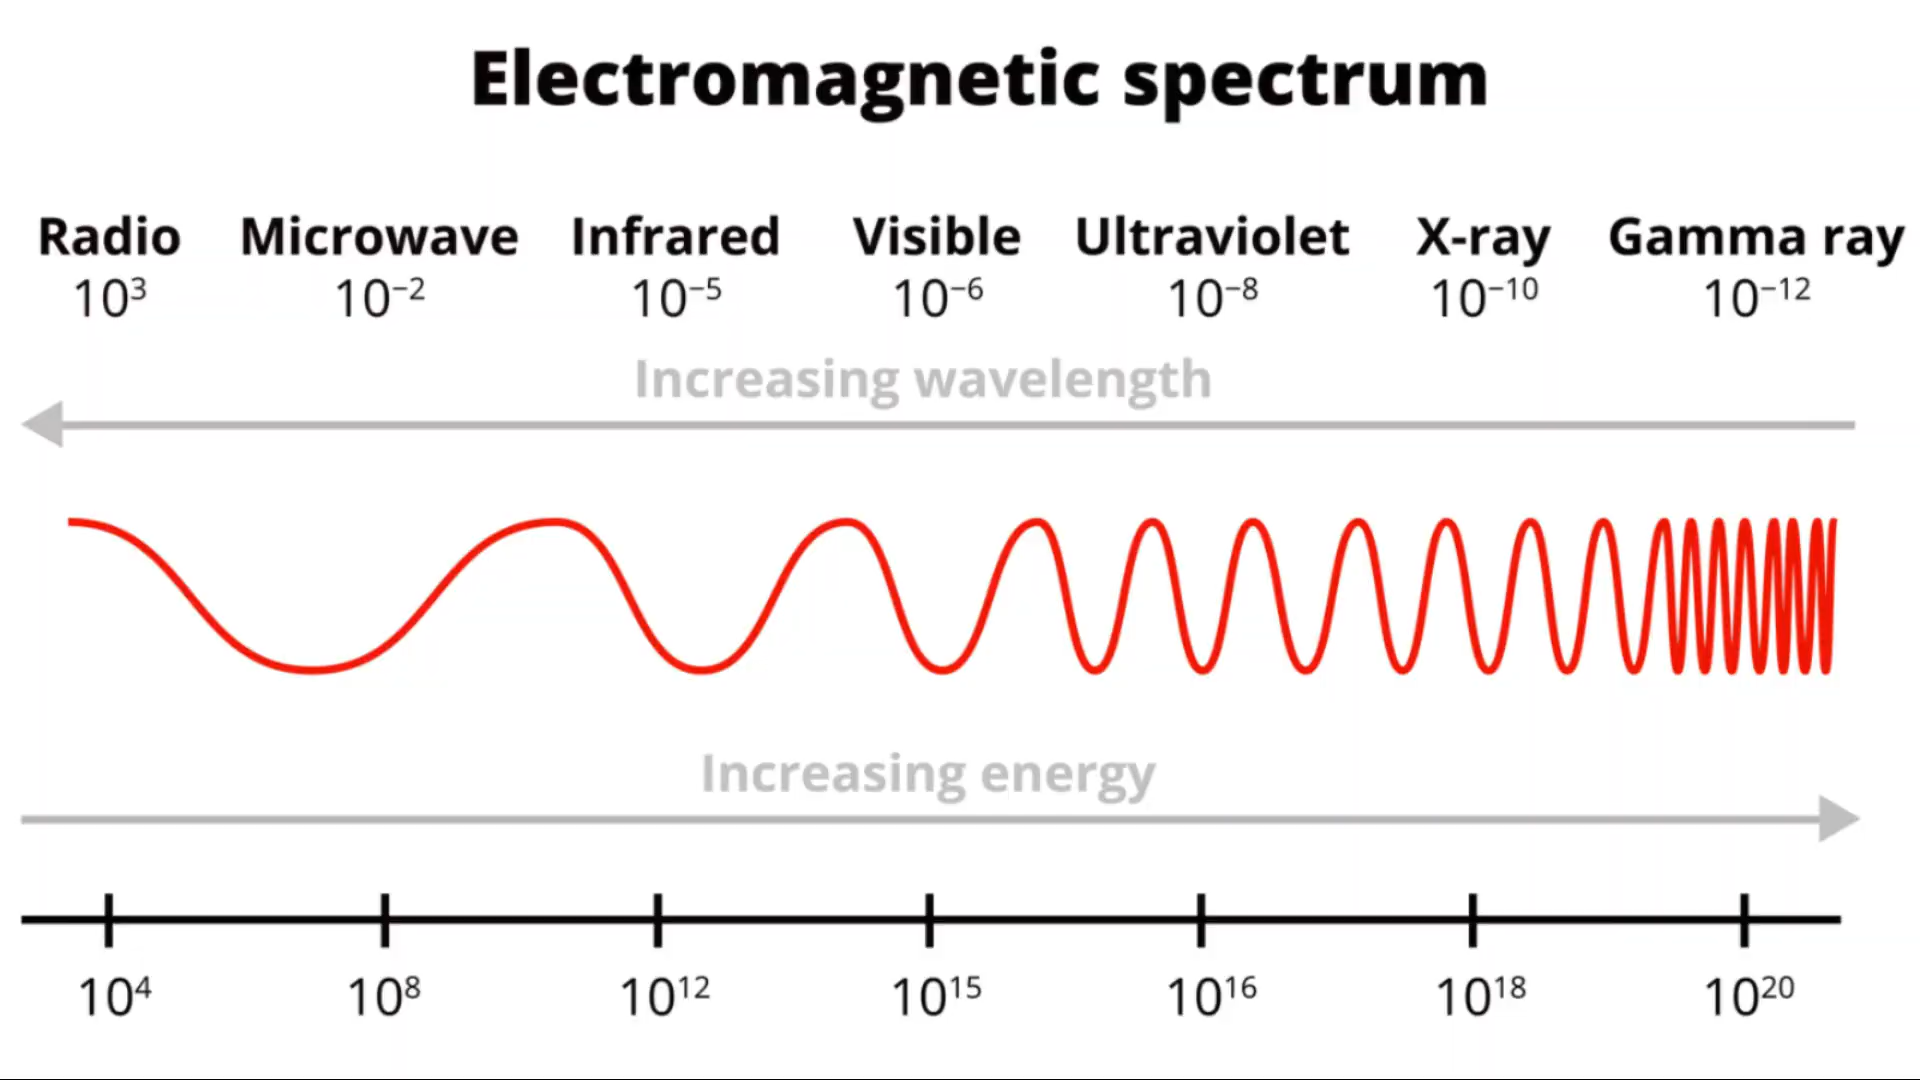 Electromagnetic spectrum
Radio Microwave Infrared Visible Ultraviolet X-ray Gamma ray
10³ 10⁻² 10⁻⁵ 10⁻⁶ 10⁻⁸ 10⁻¹⁰ 10⁻¹²
Increasing wavelength
Increasing energy
10⁴ 10⁸ 10¹² 10¹⁵ 10¹⁶ 10¹⁸ 10²⁰